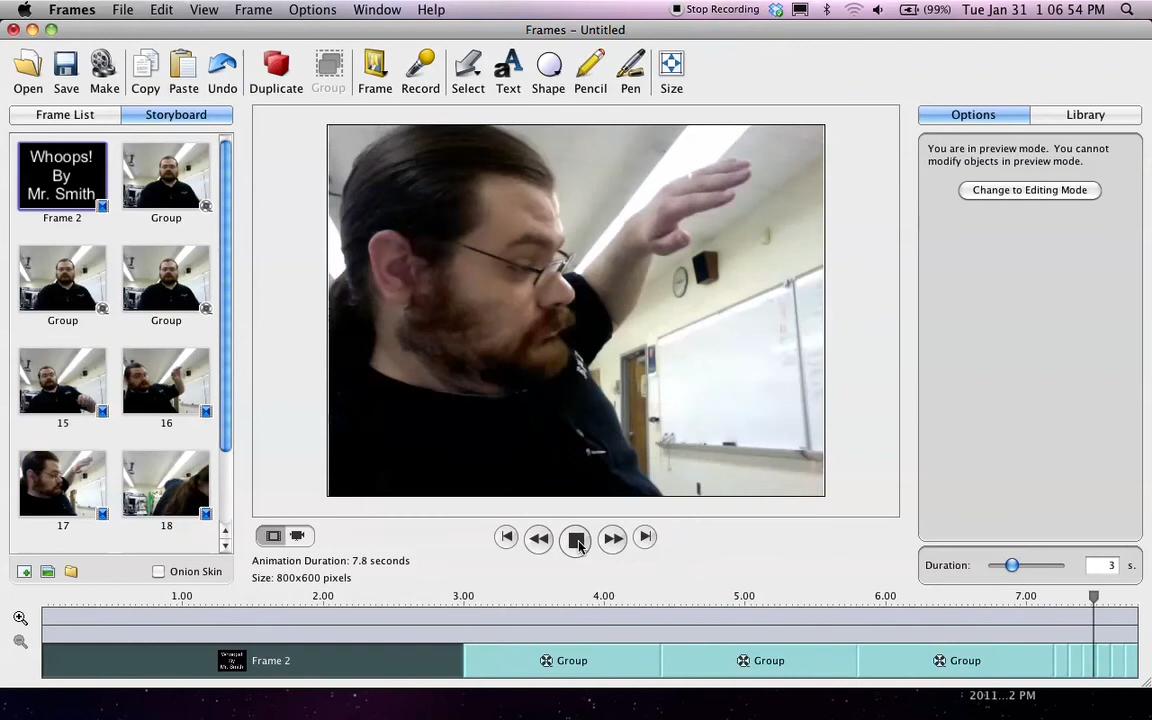 Frames File Edit View Frame Options Window Help Stop Recording (99%) Tue Jan 31 1:06:54 PM
Frames – Untitled
Open Save Make Copy Paste Undo Duplicate Group Frame Record Select Text Shape Pencil Pen Size
Frame List Storyboard
Options Library
Whoops!
By
Mr. Smith
Frame 2 Group
Group Group
15 16
17 18
Onion Skin
You are in preview mode. You cannot
modify objects in preview mode.
Change to Editing Mode
Animation Duration: 7.8 seconds
Size: 800x600 pixels
Duration: 3 s.
1.00 2.00 3.00 4.00 5.00 6.00 7.00
Frame 2 Group Group Group
2011...2 PM